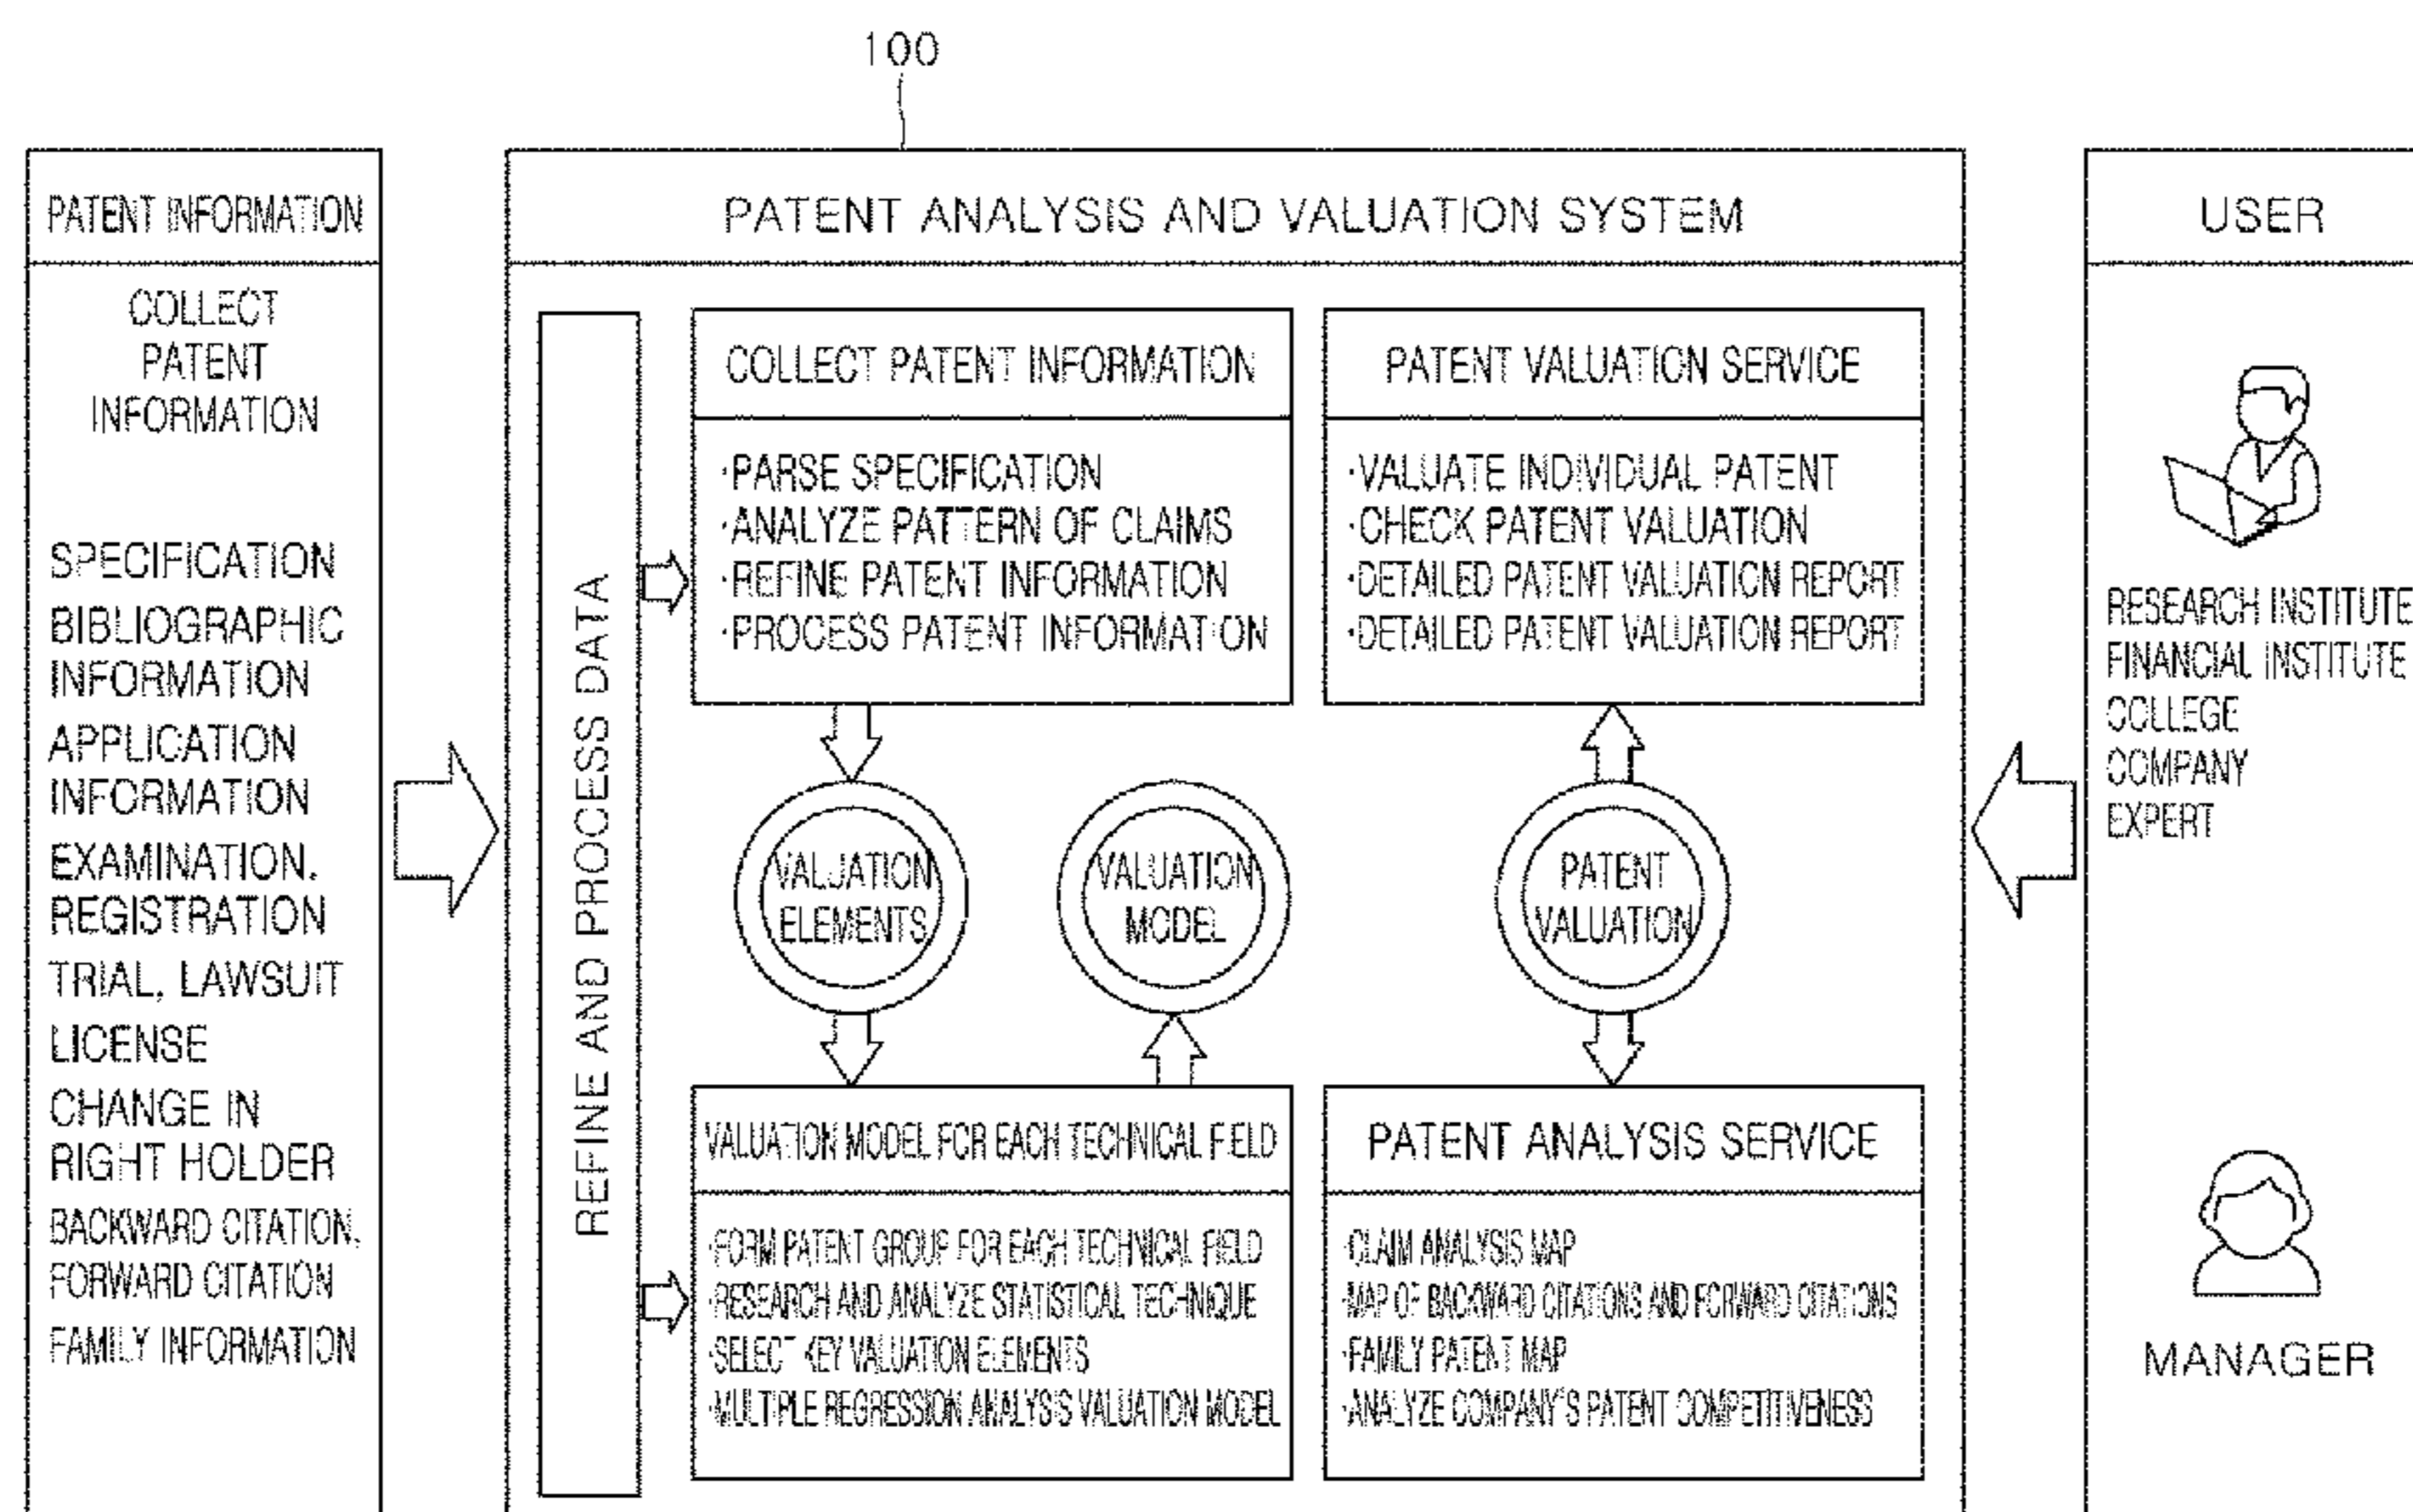 100
PATENT INFORMATION
COLLECT
PATENT
INFORMATION
SPECIFICATION
BIBLIOGRAPHIC
INFORMATION
APPLICATION
INFORMATION
EXAMINATION,
REGISTRATION
TRIAL, LAWSUIT
LICENSE
CHANGE IN
RIGHT HOLDER
BACKWARD CITATION,
FORWARD CITATION
FAMILY INFORMATION
PATENT ANALYSIS AND VALUATION SYSTEM
REFINE AND PROCESS DATA
COLLECT PATENT INFORMATION
·PARSE SPECIFICATION
·ANALYZE PATTERN OF CLAIMS
·REFINE PATENT INFORMATION
·PROCESS PATENT INFORMATION
VALUATION
ELEMENTS
VALUATION
MODEL
VALUATION MODEL FOR EACH TECHNICAL FIELD
·FORM PATENT GROUP FOR EACH TECHNICAL FIELD
·RESEARCH AND ANALYZE STATISTICAL TECHNIQUE
·SELECT KEY VALUATION ELEMENTS
·MULTIPLE REGRESSION ANALYSIS VALUATION MODEL
PATENT VALUATION SERVICE
·VALUATE INDIVIDUAL PATENT
·CHECK PATENT VALUATION
·DETAILED PATENT VALUATION REPORT
·DETAILED PATENT VALUATION REPORT
PATENT
VALUATION
PATENT ANALYSIS SERVICE
·CLAIM ANALYSIS MAP
·MAP OF BACKWARD CITATIONS AND FORWARD CITATIONS
·FAMILY PATENT MAP
·ANALYZE COMPANY'S PATENT COMPETITIVENESS
USER
RESEARCH INSTITUTE
FINANCIAL INSTITUTE
COLLEGE
COMPANY
EXPERT
MANAGER